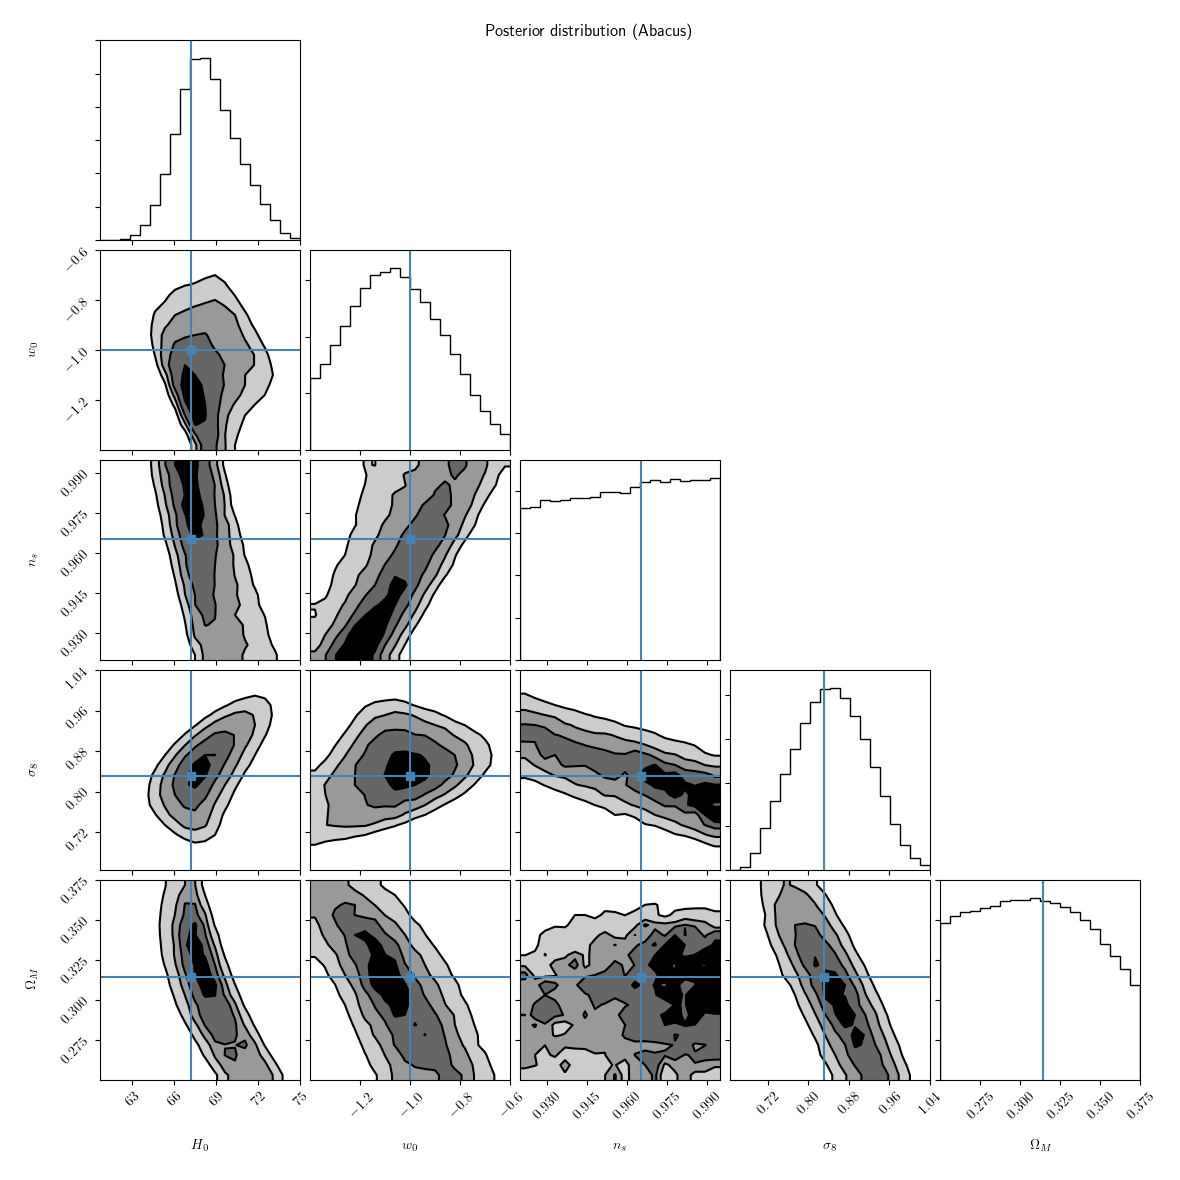 Posterior distribution (Abacus)
−0.6
−0.8
−1.0
−1.2
w₀
0.990
0.975
0.960
0.945
0.930
nₛ
1.04
0.96
0.88
0.80
0.72
σ₈
0.375
0.350
0.325
0.300
0.275
Ω_M
63 66 69 72 75
−1.2 −1.0 −0.8 −0.6
0.930 0.945 0.960 0.975 0.990
0.72 0.80 0.88 0.96 1.04
0.275 0.300 0.325 0.350 0.375
H₀ w₀ nₛ σ₈ Ω_M